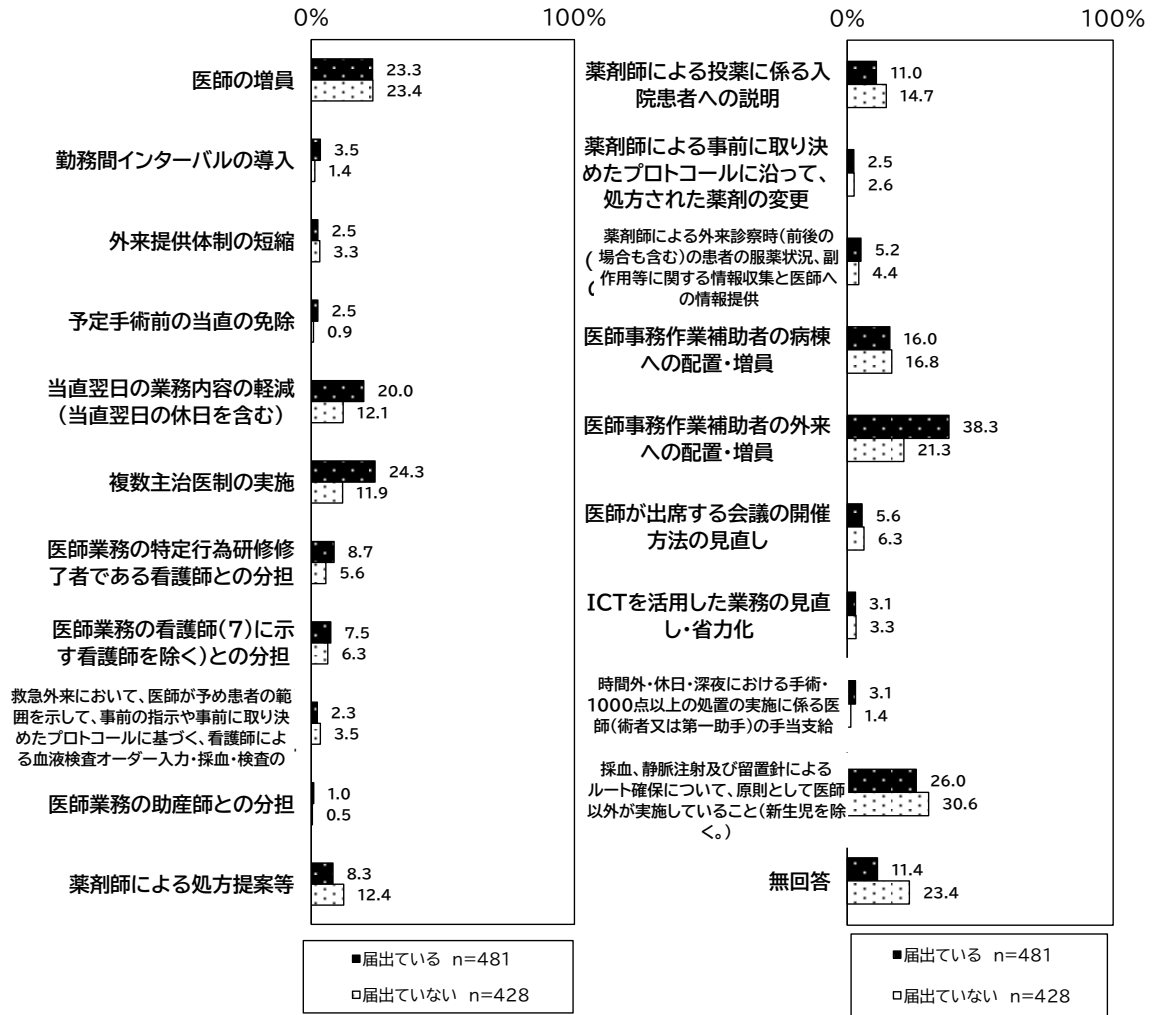 0%
100%
医師の増員
23.3
23.4
勤務間インターバルの導入
3.5
1.4
外来提供体制の短縮
2.5
3.3
予定手術前の当直の免除
2.5
0.9
当直翌日の業務内容の軽減
(当直翌日の休日を含む)
20.0
12.1
複数主治医制の実施
24.3
11.9
医師業務の特定行為研修修
了者である看護師との分担
8.7
5.6
医師業務の看護師(7)に示
す看護師を除く)との分担
7.5
6.3
救急外来において、医師が予め患者の範
囲を示して、事前の指示や事前に取り決
めたプロトコールに基づく、看護師によ
る血液検査オーダー入力・採血・検査の
2.3
3.5
医師業務の助産師との分担
1.0
0.5
薬剤師による処方提案等
8.3
12.4
■届出ている n=481
□届出ていない n=428
0%
100%
薬剤師による投薬に係る入
院患者への説明
11.0
14.7
薬剤師による事前に取り決
めたプロトコールに沿って、
処方された薬剤の変更
2.5
2.6
薬剤師による外来診察時(前後の
場合も含む)の患者の服薬状況、副
作用等に関する情報収集と医師へ
の情報提供
5.2
4.4
医師事務作業補助者の病棟
への配置・増員
16.0
16.8
医師事務作業補助者の外来
への配置・増員
38.3
21.3
医師が出席する会議の開催
方法の見直し
5.6
6.3
ICTを活用した業務の見直
し・省力化
3.1
3.3
時間外・休日・深夜における手術・
1000点以上の処置の実施に係る医
師(術者又は第一助手)の手当支給
3.1
1.4
採血、静脈注射及び留置針による
ルート確保について、原則として医師
以外が実施していること(新生児を除
く。)
26.0
30.6
無回答
11.4
23.4
■届出ている n=481
□届出ていない n=428